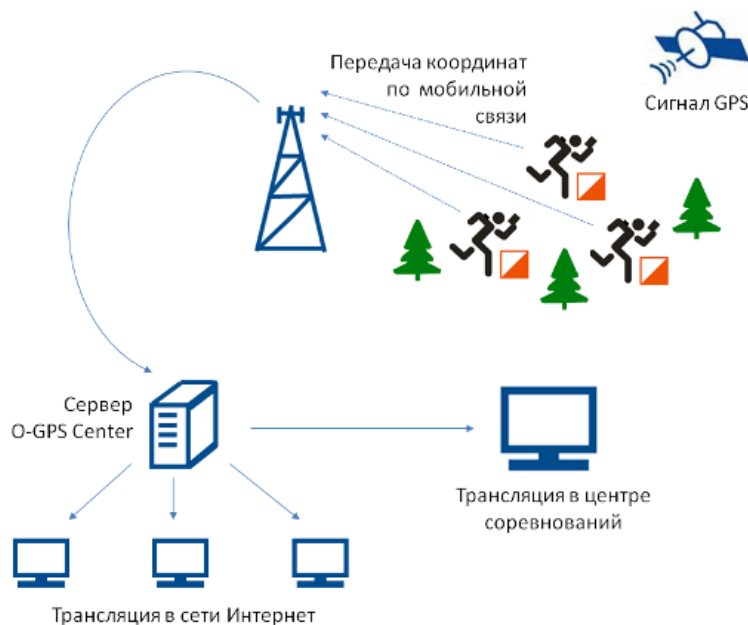 Передача координат
по мобильной
связи
Сигнал GPS
Сервер
O-GPS Center
Трансляция в центре
соревнований
Трансляция в сети Интернет